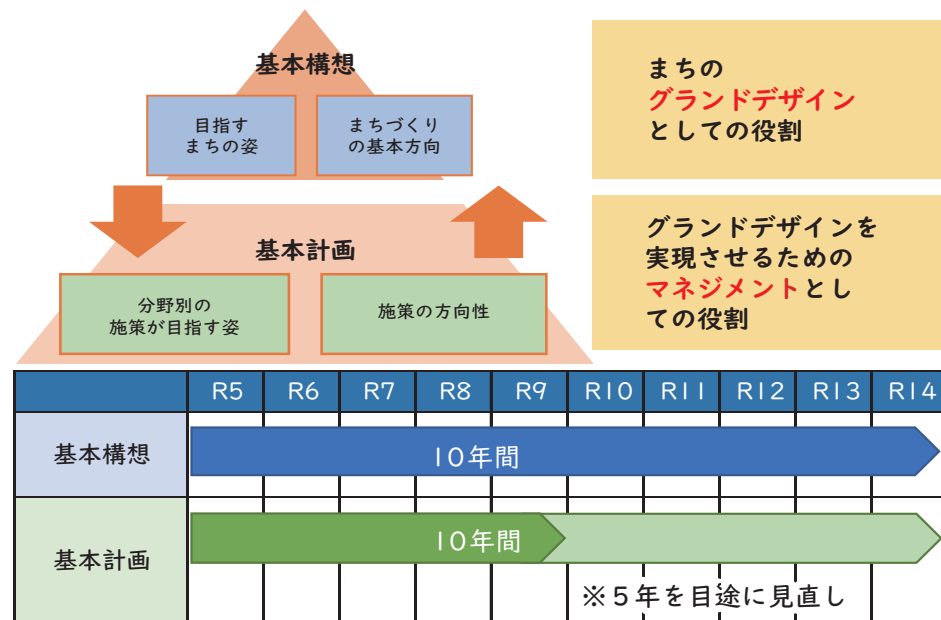 基本構想
目指す
まちの姿
まちづくり
の基本方向
まちの
グランドデザイン
としての役割
基本計画
分野別の
施策が目指す姿
施策の方向性
グランドデザインを
実現させるための
マネジメントとし
ての役割
R5 R6 R7 R8 R9 R10 R11 R12 R13 R14
基本構想 10年間
基本計画 10年間
※5年を目途に見直し